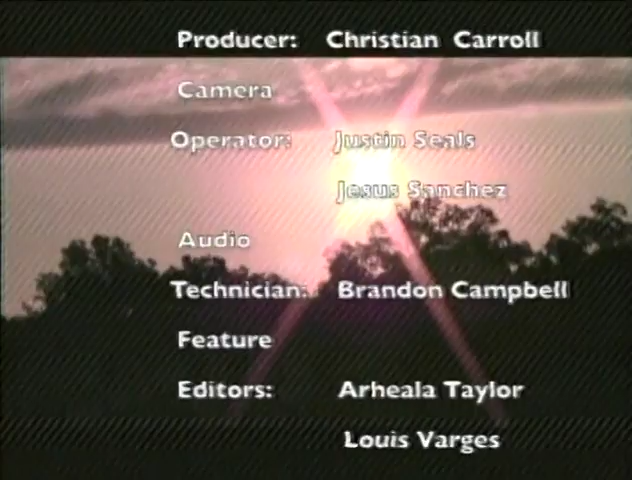 Producer: Christian Carroll
Camera
Operator: Justin Seals
Jesus Sanchez
Audio
Technician: Brandon Campbell
Feature
Editors: Arheala Taylor
Louis Varges